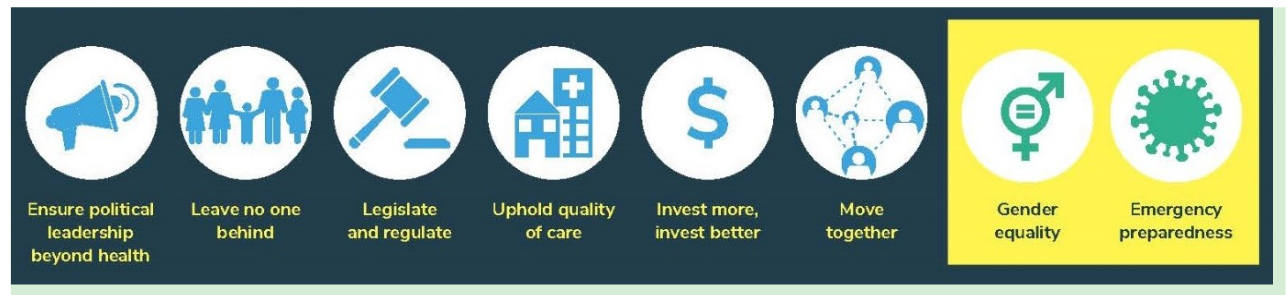 Ensure political
leadership
beyond health
Leave no one
behind
Legislate
and regulate
Uphold quality
of care
Invest more,
invest better
Move
together
Gender
equality
Emergency
preparedness